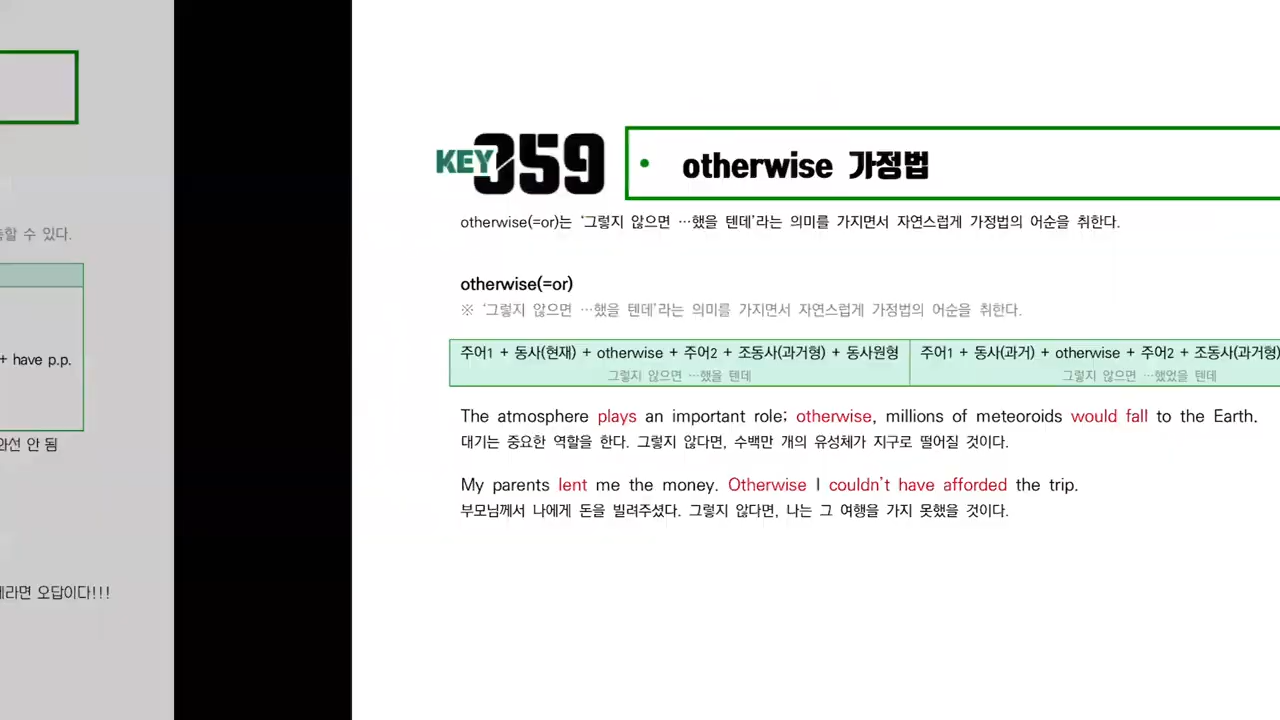 할 수 있다.
+ have p.p.
선 안 됨
라면 오답이다!!!
KEY 359
• otherwise 가정법
otherwise(=or)는 ‘그렇지 않으면 …했을 텐데’라는 의미를 가지면서 자연스럽게 가정법의 어순을 취한다.
otherwise(=or)
※ ‘그렇지 않으면 …했을 텐데’라는 의미를 가지면서 자연스럽게 가정법의 어순을 취한다.
주어1 + 동사(현재) + otherwise + 주어2 + 조동사(과거형) + 동사원형
그렇지 않으면 …했을 텐데
주어1 + 동사(과거) + otherwise + 주어2 + 조동사(과거형)
그렇지 않으면 …했었을 텐데
The atmosphere plays an important role; otherwise, millions of meteoroids would fall to the Earth.
대기는 중요한 역할을 한다. 그렇지 않다면, 수백만 개의 유성체가 지구로 떨어질 것이다.
My parents lent me the money. Otherwise I couldn’t have afforded the trip.
부모님께서 나에게 돈을 빌려주셨다. 그렇지 않다면, 나는 그 여행을 가지 못했을 것이다.